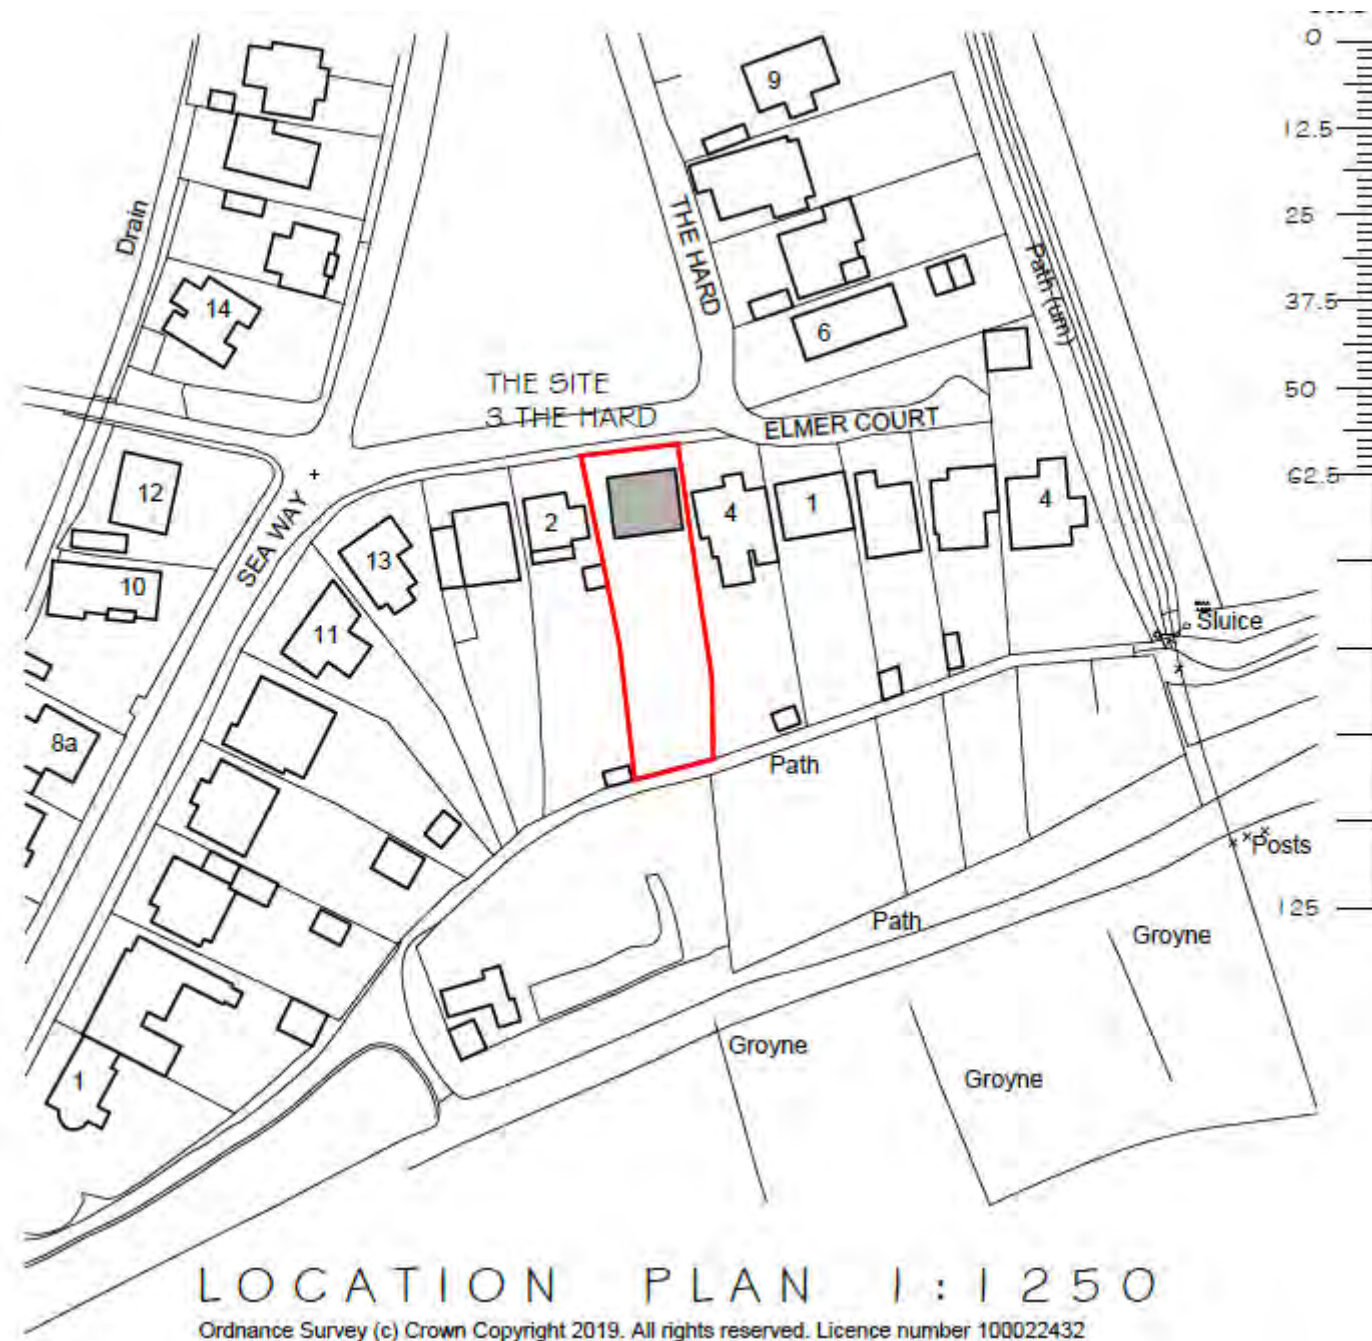 0
9
12.5
Drain
THE HARD
25
Path (um)
14
37.5
6
THE SITE
3 THE HARD
50
ELMER COURT
62.5
12
SEA WAY
2
4
1
4
13
10
11
Sluice
8a
Path
Posts
125
Path
Groyne
Groyne
Groyne
1
LOCATION PLAN 1:1250
Ordnance Survey (c) Crown Copyright 2019. All rights reserved. Licence number 100022432